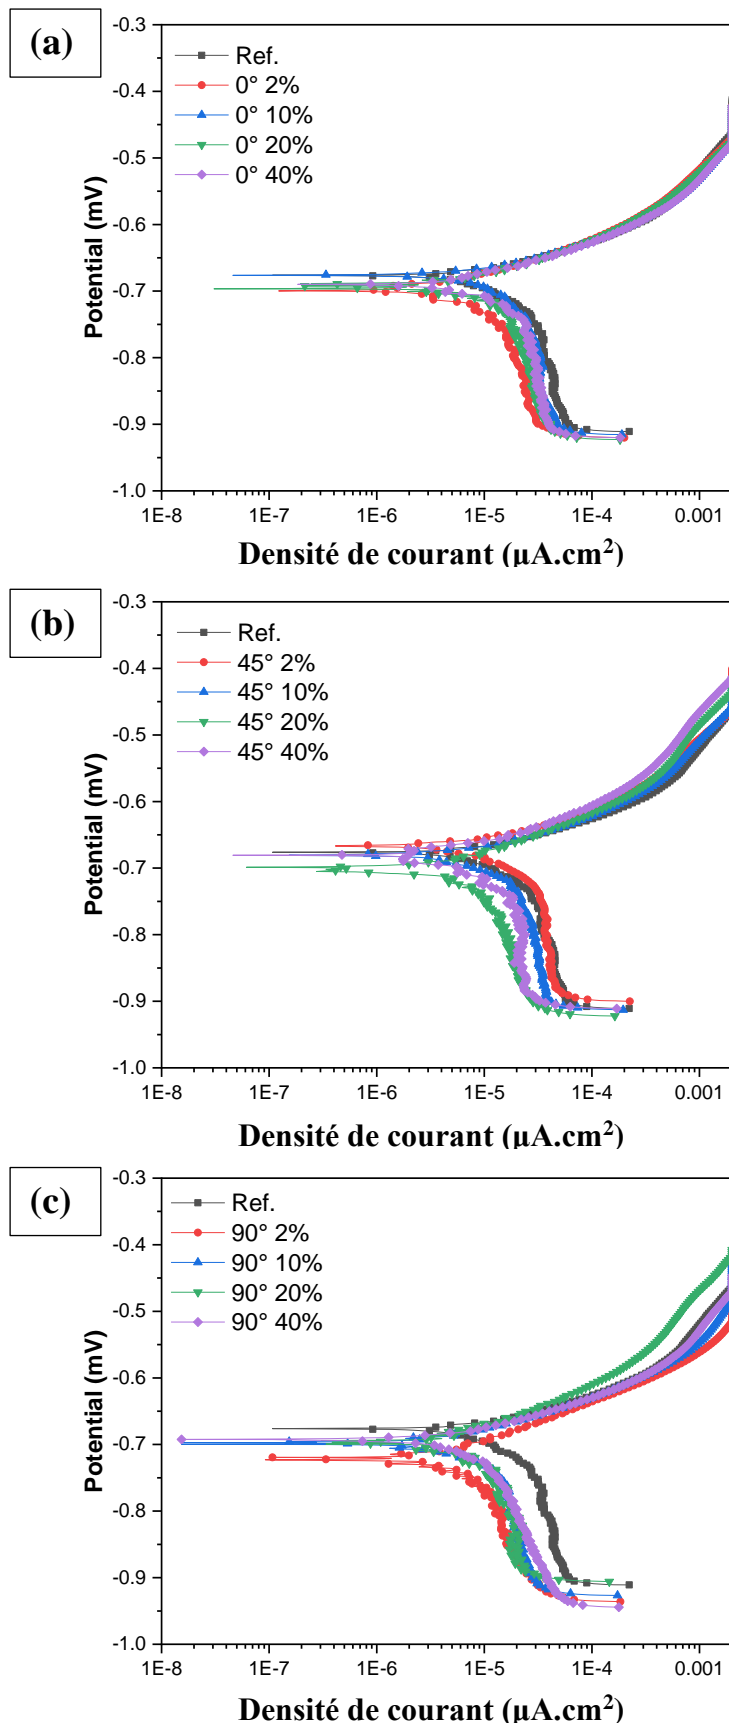 (a)
-0.3
-0.4
-0.5
-0.6
-0.7
-0.8
-0.9
-1.0
Potential (mV)
Ref.
0° 2%
0° 10%
0° 20%
0° 40%
1E-8 1E-7 1E-6 1E-5 1E-4 0.001
Densité de courant (µA.cm²)
(b)
-0.3
-0.4
-0.5
-0.6
-0.7
-0.8
-0.9
-1.0
Potential (mV)
Ref.
45° 2%
45° 10%
45° 20%
45° 40%
1E-8 1E-7 1E-6 1E-5 1E-4 0.001
Densité de courant (µA.cm²)
(c)
-0.3
-0.4
-0.5
-0.6
-0.7
-0.8
-0.9
-1.0
Potential (mV)
Ref.
90° 2%
90° 10%
90° 20%
90° 40%
1E-8 1E-7 1E-6 1E-5 1E-4 0.001
Densité de courant (µA.cm²)